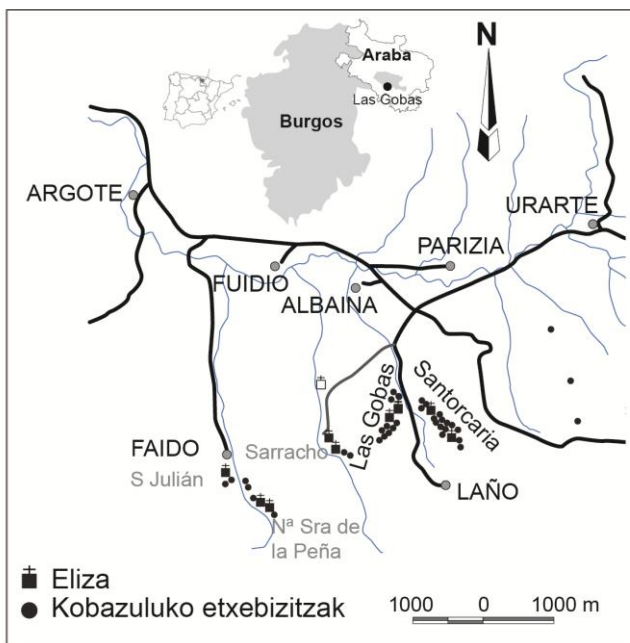 N
Araba
Las Gobas
Burgos
ARGOTE
URARTE
PARIZIA
FUIDIO
ALBAINA
Las Gobas
Santorcaria
FAIDO
Sarracho
S Julián
LAÑO
Nª Sra de
la Peña
Eliza
Kobazuluko etxebizitzak
1000 0 1000 m